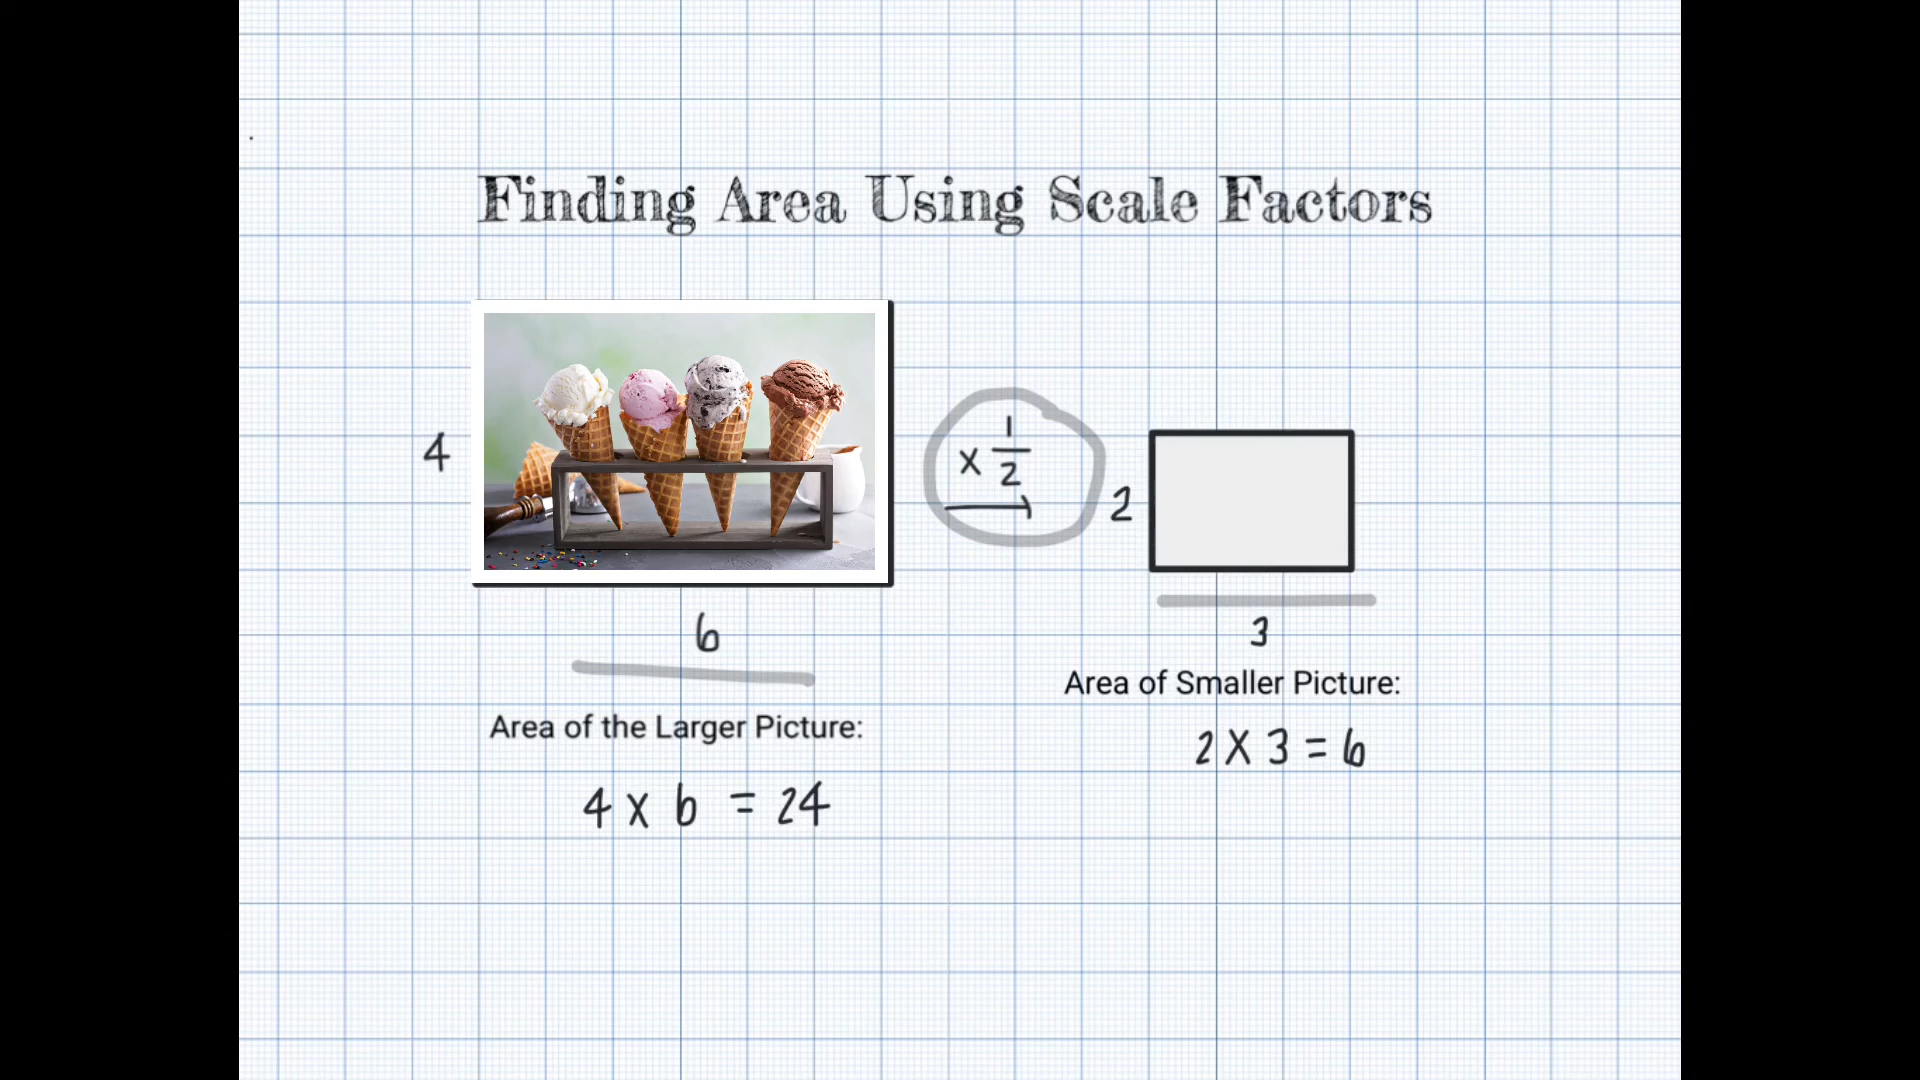 Finding Area Using Scale Factors
4
x 1/2
2
6
3
Area of Smaller Picture:
Area of the Larger Picture:
2 X 3 = 6
4 x 6 = 24